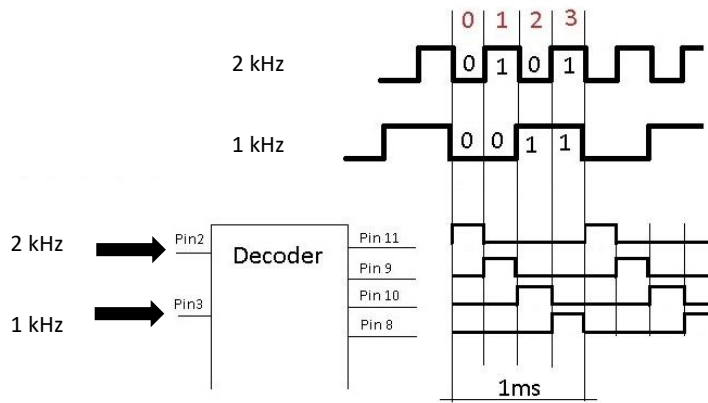 0 1 2 3
2 kHz
0 1 0 1
1 kHz
0 0 1 1
2 kHz
Pin2
Decoder
Pin 11
Pin 9
Pin3
Pin 10
1 kHz
Pin 8
1ms